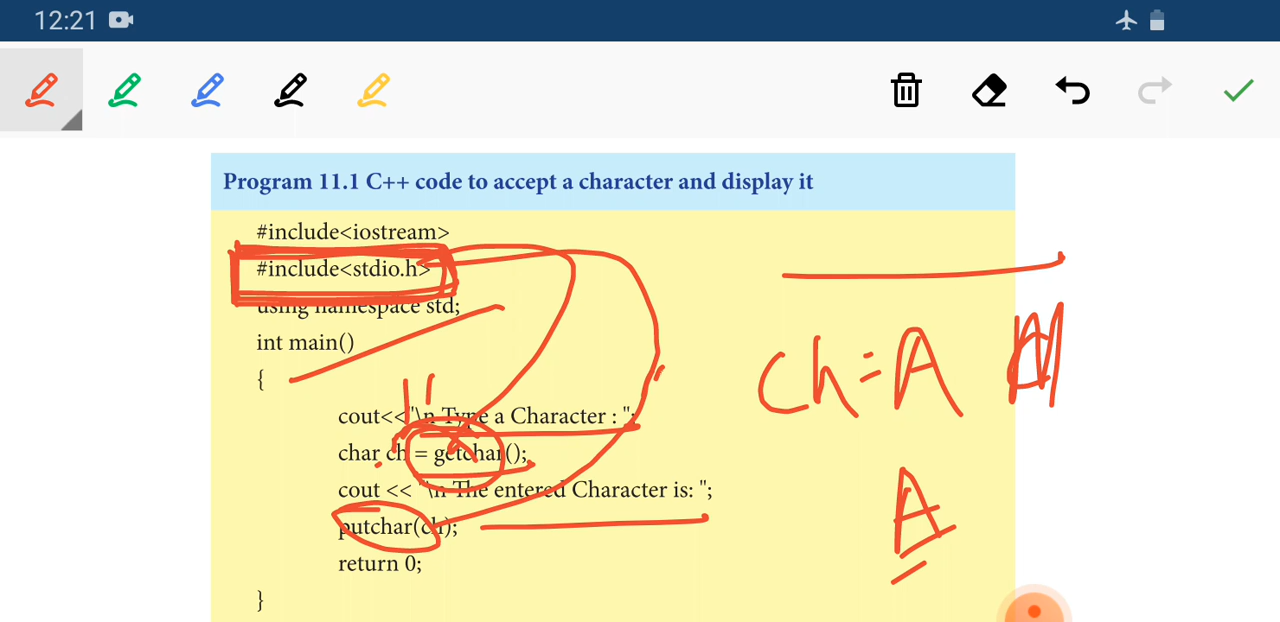 12:21
Program 11.1 C++ code to accept a character and display it
#include<iostream>
#include<stdio.h>
using namespace std;
int main()
{
cout<<"\n Type a Character : ";
char ch = getchar();
ch = A
cout << "\n The entered Character is: ";
putchar(ch);
A
return 0;
}